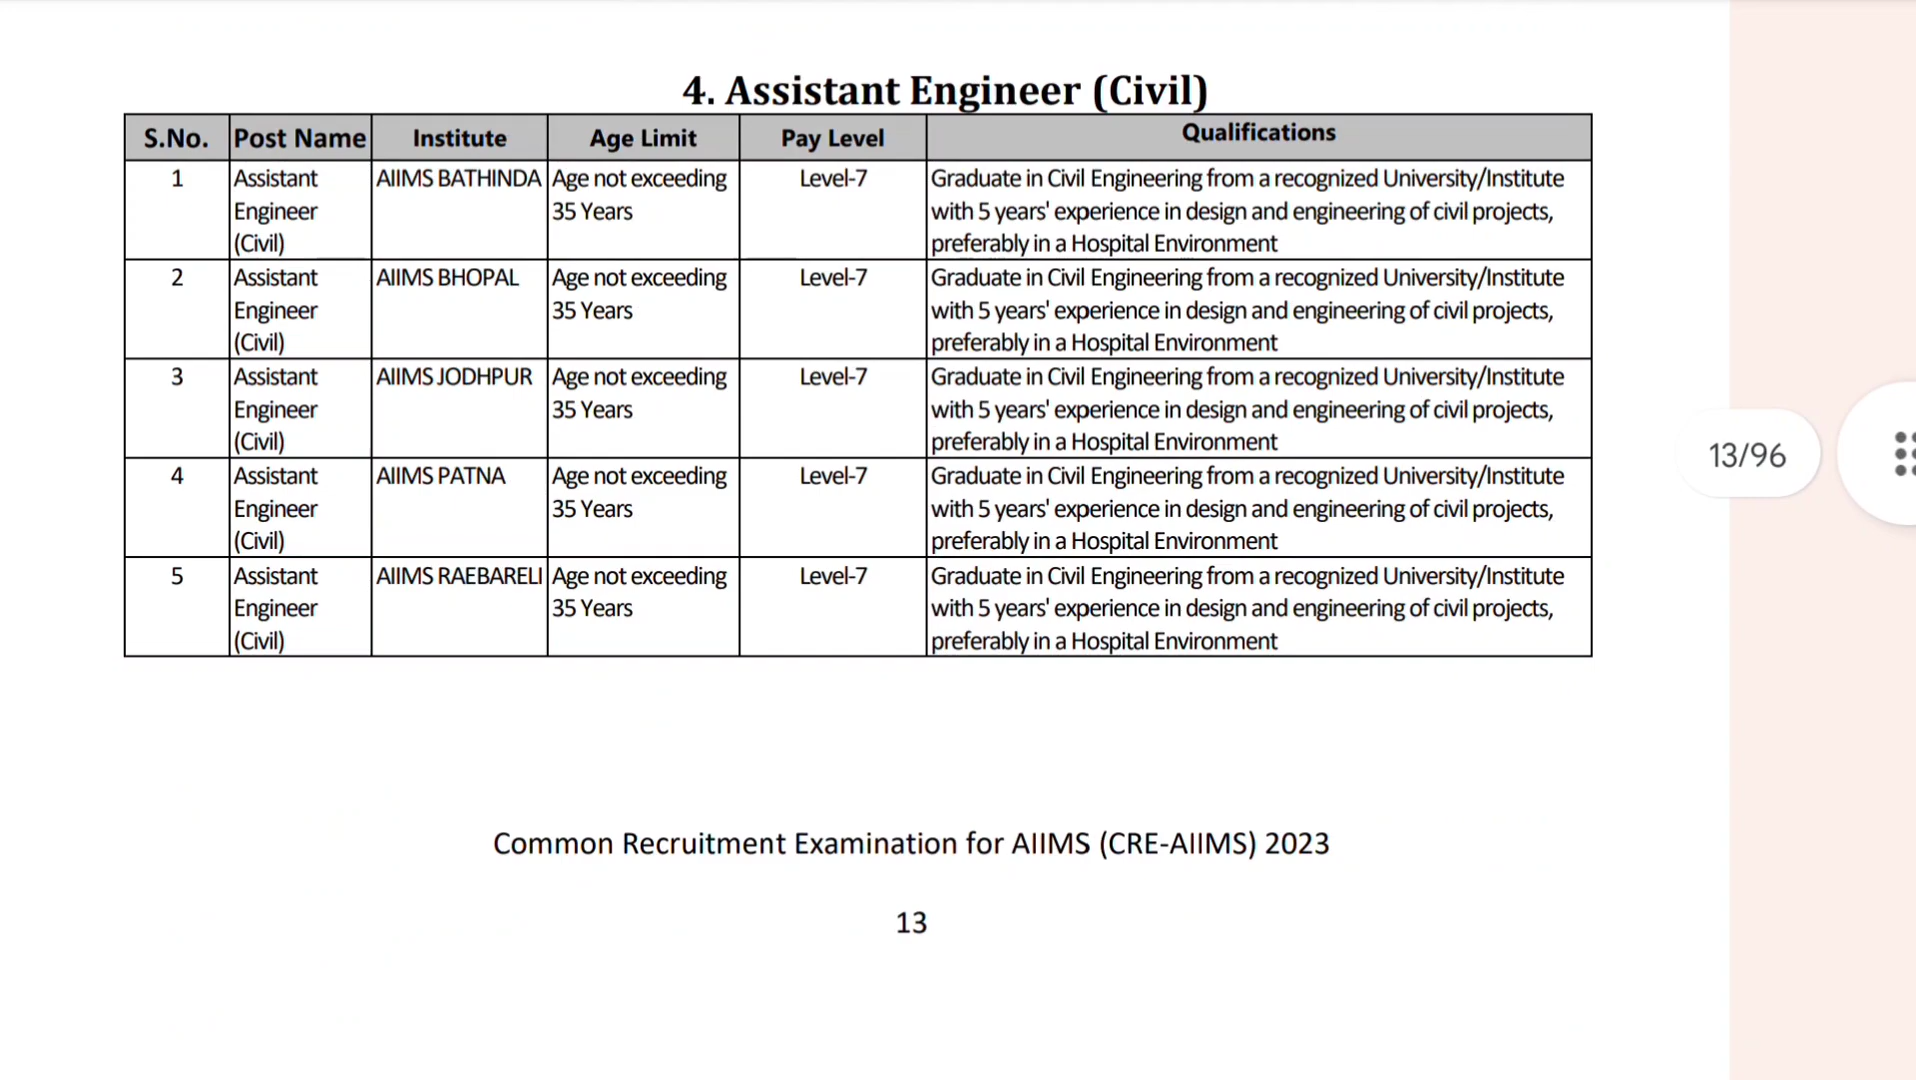 4. Assistant Engineer (Civil)
S.No. Post Name Institute Age Limit Pay Level Qualifications
1 Assistant AIIMS BATHINDA Age not exceeding Level-7 Graduate in Civil Engineering from a recognized University/Institute
Engineer 35 Years with 5 years' experience in design and engineering of civil projects,
(Civil) preferably in a Hospital Environment
2 Assistant AIIMS BHOPAL Age not exceeding Level-7 Graduate in Civil Engineering from a recognized University/Institute
Engineer 35 Years with 5 years' experience in design and engineering of civil projects,
(Civil) preferably in a Hospital Environment
3 Assistant AIIMS JODHPUR Age not exceeding Level-7 Graduate in Civil Engineering from a recognized University/Institute
Engineer 35 Years with 5 years' experience in design and engineering of civil projects,
(Civil) preferably in a Hospital Environment
4 Assistant AIIMS PATNA Age not exceeding Level-7 Graduate in Civil Engineering from a recognized University/Institute
Engineer 35 Years with 5 years' experience in design and engineering of civil projects,
(Civil) preferably in a Hospital Environment
5 Assistant AIIMS RAEBARELI Age not exceeding Level-7 Graduate in Civil Engineering from a recognized University/Institute
Engineer 35 Years with 5 years' experience in design and engineering of civil projects,
(Civil) preferably in a Hospital Environment
13/96
Common Recruitment Examination for AIIMS (CRE-AIIMS) 2023
13